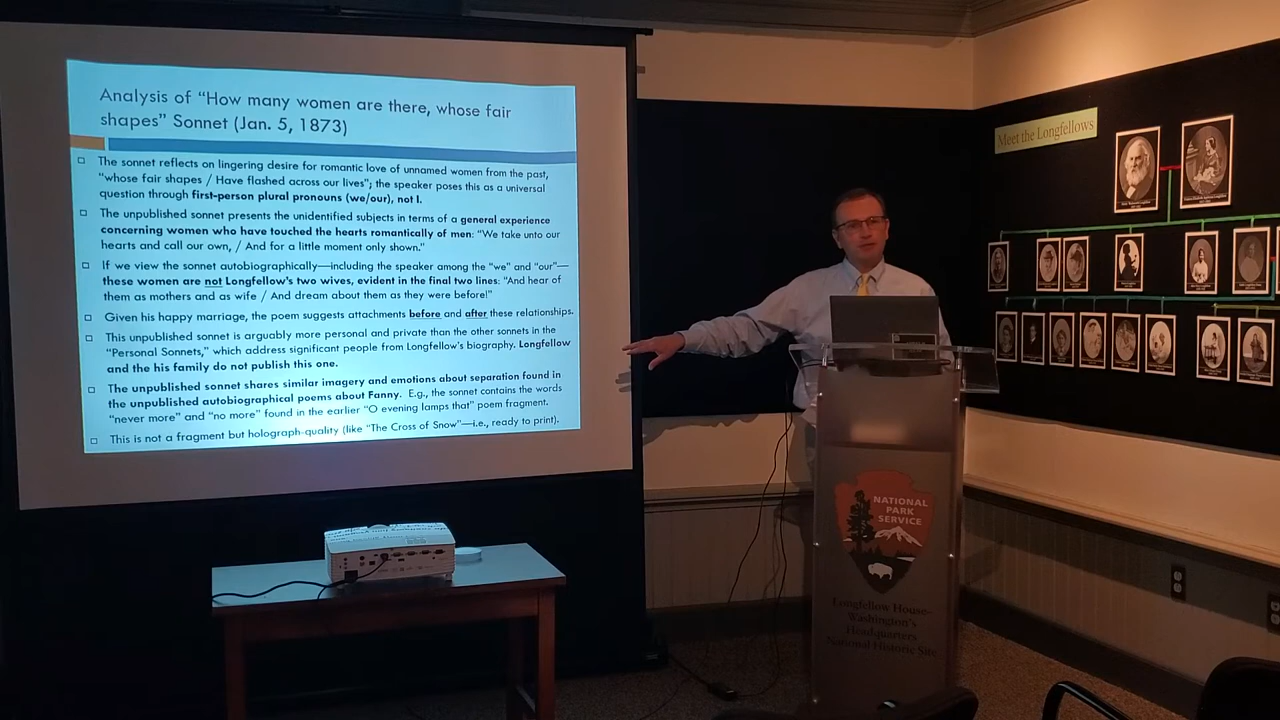 Analysis of "How many women are there, whose fair
shapes" Sonnet (Jan. 5, 1873)
The sonnet reflects on lingering desire for romantic love of unnamed women from the past,
"whose fair shapes / Have flashed across our lives"; the speaker poses this as a universal
question through first-person plural pronouns (we/our), not I.
The unpublished sonnet presents the unidentified subjects in terms of a general experience
concerning women who have touched the hearts romantically of men: "We take unto our
hearts and call our own, / And for a little moment only shown."
If we view the sonnet autobiographically—including the speaker among the "we" and "our"—
these women are not Longfellow's two wives, evident in the final two lines: "And hear of
them as mothers and as wife / And dream about them as they were before!"
Given his happy marriage, the poem suggests attachments before and after these relationships.
This unpublished sonnet is arguably more personal and private than the other sonnets in the
"Personal Sonnets," which address significant people from Longfellow's biography. Longfellow
and the his family do not publish this one.
The unpublished sonnet shares similar imagery and emotions about separation found in
the unpublished autobiographical poems about Fanny. E.g., the sonnet contains the words
"never more" and "no more" found in the earlier "O evening lamps that" poem fragment.
This is not a fragment but holograph-quality (like "The Cross of Snow"—i.e., ready to print).
Meet the Longfellows
NATIONAL
PARK
SERVICE
Longfellow House–
Washington's
Headquarters
National Historic Site